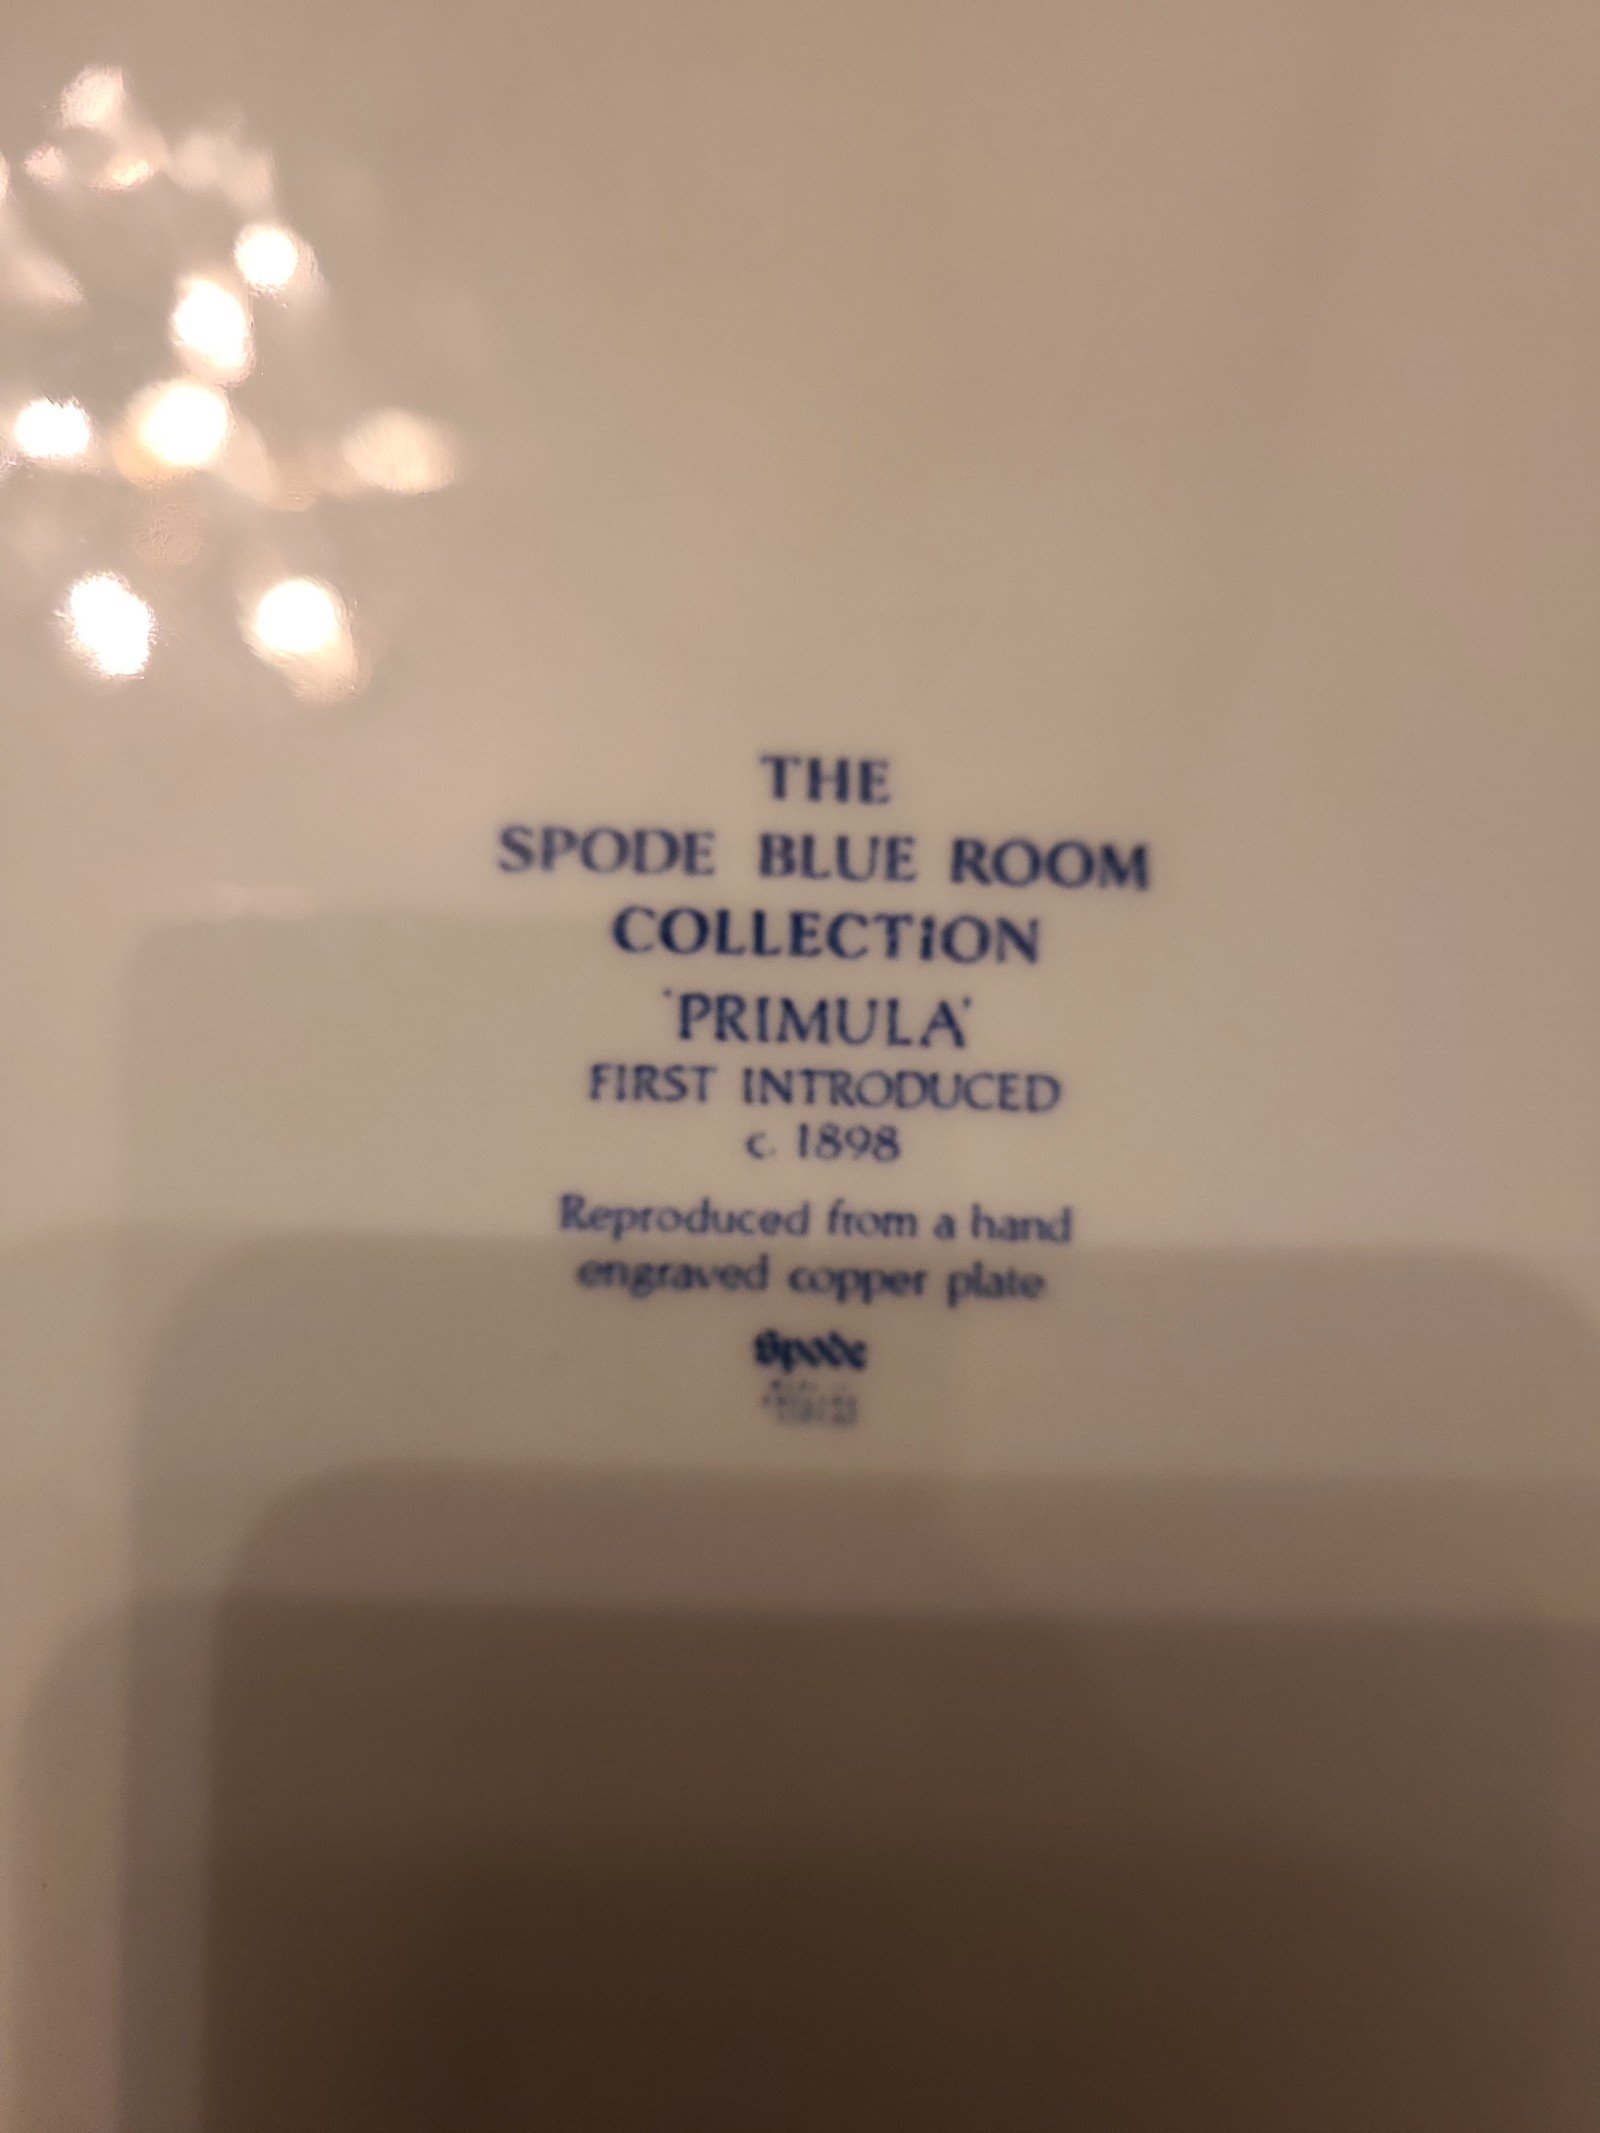 THE
SPODE BLUE ROOM
COLLECTiON
'PRIMULA'
FIRST INTRODUCED
c. 1898
Reproduced from a hand
engraved copper plate
Spode